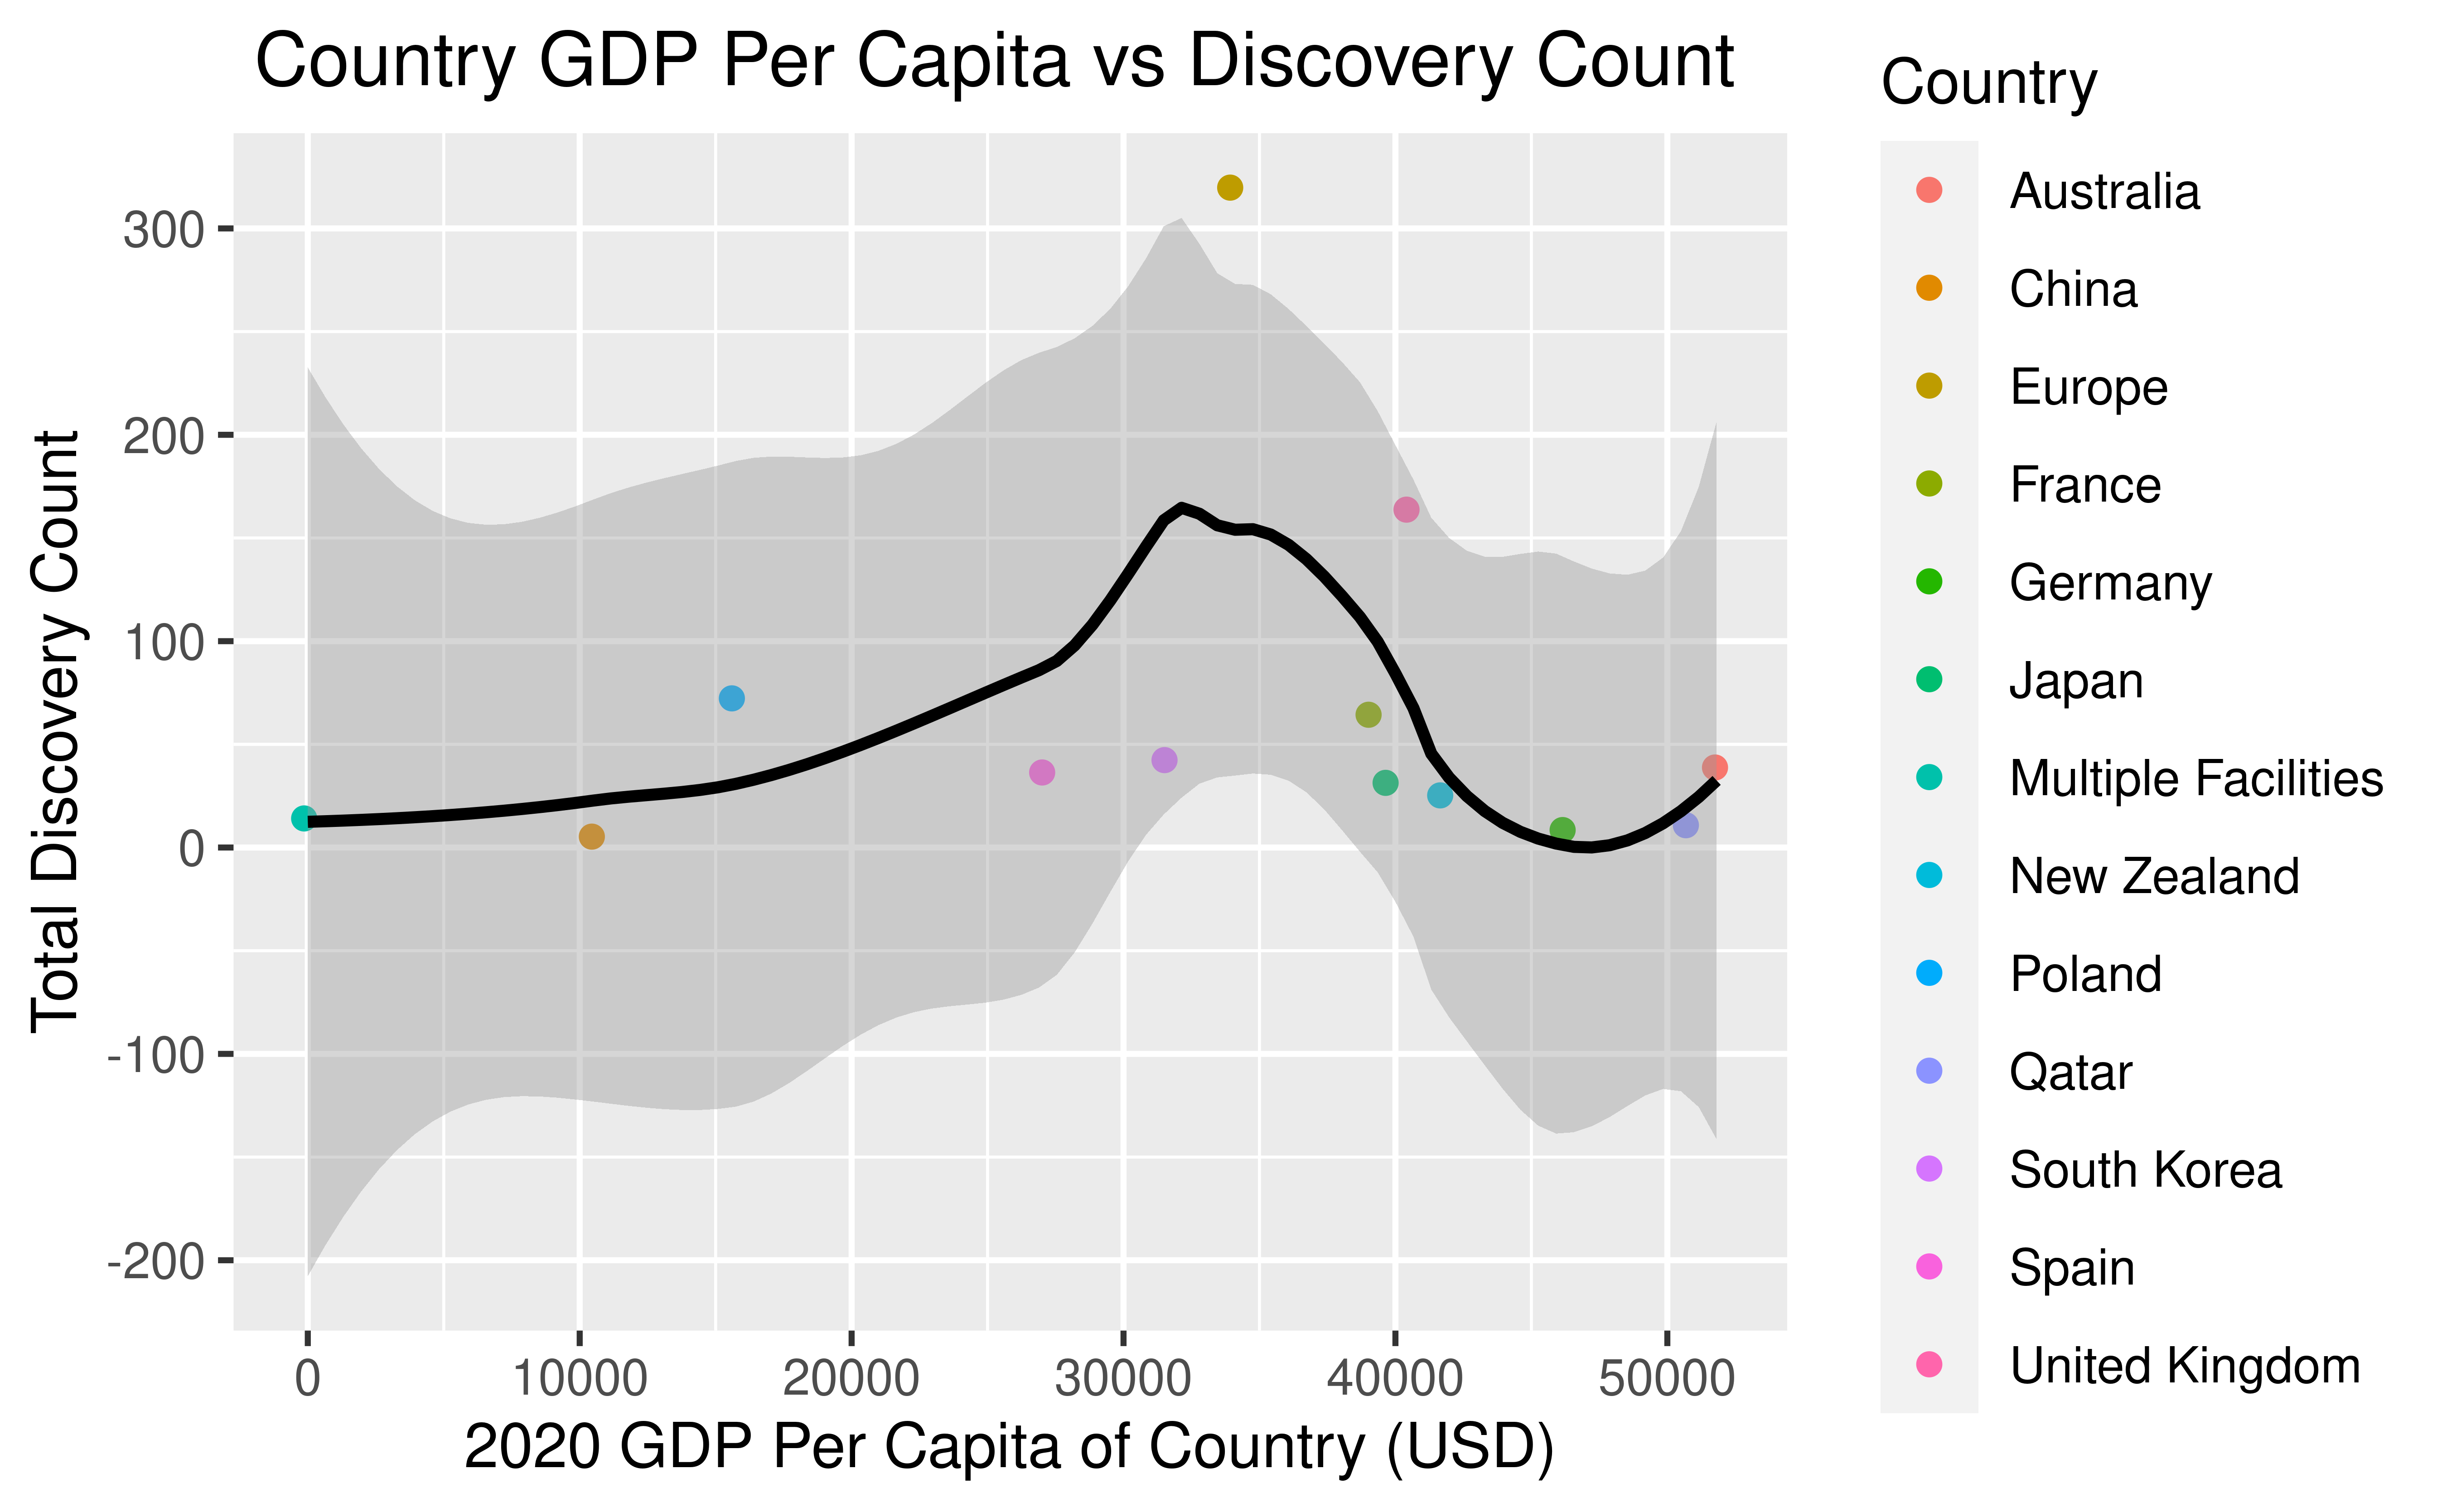 Country GDP Per Capita vs Discovery Count
Total Discovery Count
300
200
100
0
-100
-200
0
10000
20000
30000
40000
50000
2020 GDP Per Capita of Country (USD)
Country
Australia
China
Europe
France
Germany
Japan
Multiple Facilities
New Zealand
Poland
Qatar
South Korea
Spain
United Kingdom